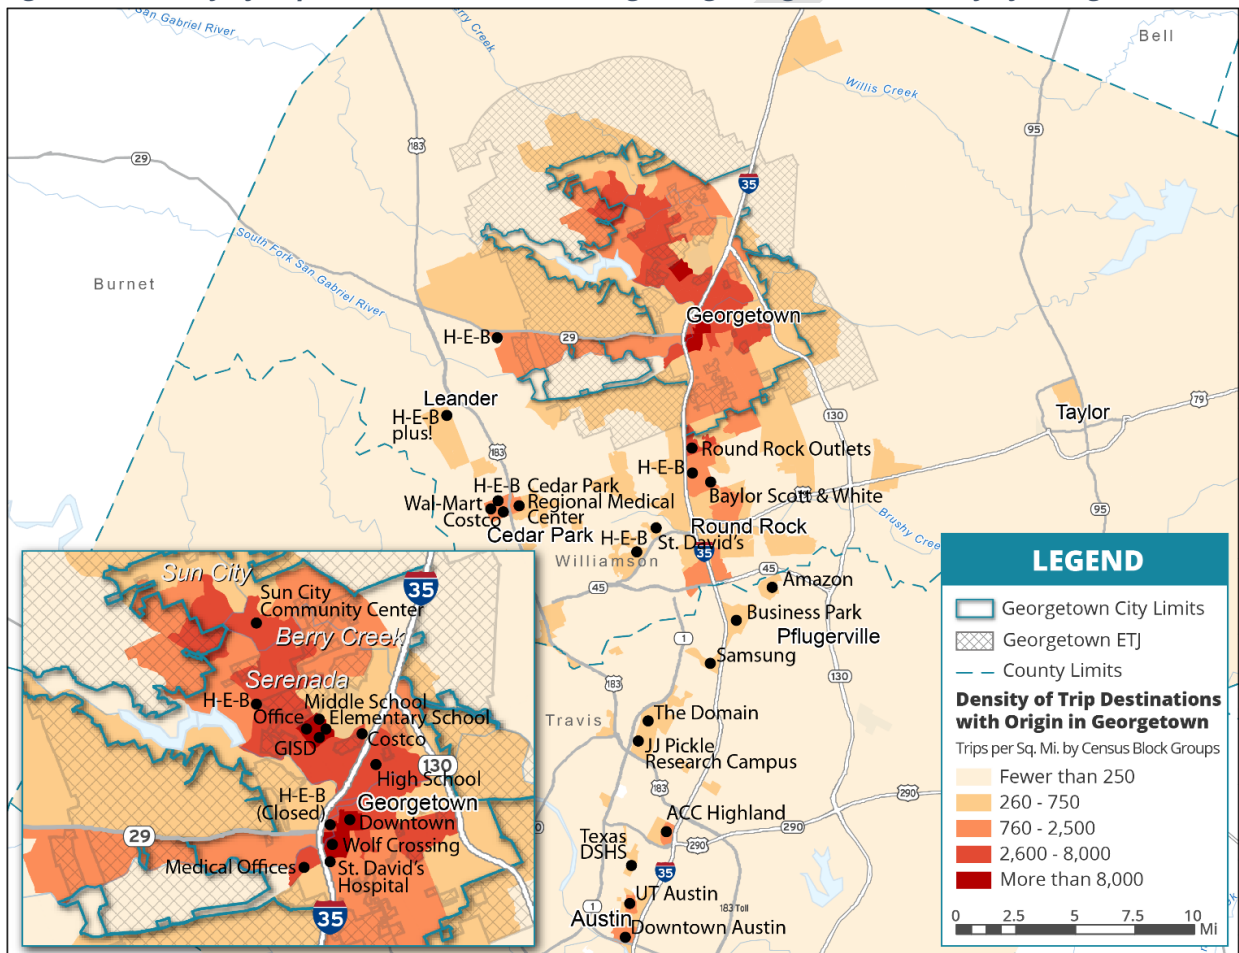 San Gabriel River
Berry Creek
Bell
Willis Creek
183
95
29
35
South Fork San Gabriel River
Burnet
Georgetown
H-E-B
29
Leander
H-E-B
plus!
130
Taylor
79
Round Rock Outlets
H-E-B
183
H-E-B
Cedar Park
Regional Medical
Center
Wal-Mart
Costco
Cedar Park
Baylor Scott & White
95
Round Rock
St. David's
H-E-B
Brushy Creek
Williamson
35
45
45
Amazon
Business Park
Pflugerville
1
Samsung
130
183
Travis
The Domain
JJ Pickle
Research Campus
183
290
ACC Highland
290
290
Texas
DSHS
35
UT Austin
1
183 Toll
Austin
Downtown Austin
Sun City
Sun City
Community Center
35
Berry Creek
Serenada
H-E-B
Middle School
Office
Elementary School
GISD
Costco
130
High School
H-E-B
(Closed)
Georgetown
Downtown
29
Wolf Crossing
Medical Offices
St. David's
Hospital
35
LEGEND
Georgetown City Limits
Georgetown ETJ
County Limits
Density of Trip Destinations
with Origin in Georgetown
Trips per Sq. Mi. by Census Block Groups
Fewer than 250
260 - 750
760 - 2,500
2,600 - 8,000
More than 8,000
0 2.5 5 7.5 10
Mi